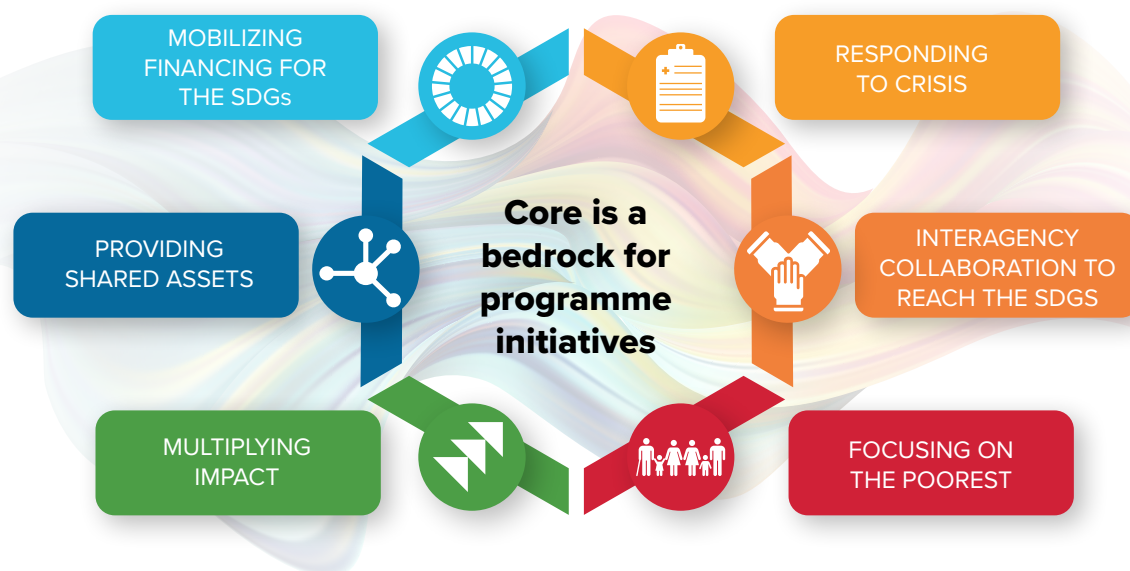 MOBILIZING
FINANCING FOR
THE SDGs
RESPONDING
TO CRISIS
PROVIDING
SHARED ASSETS
Core is a
bedrock for
programme
initiatives
INTERAGENCY
COLLABORATION TO
REACH THE SDGS
MULTIPLYING
IMPACT
FOCUSING ON
THE POOREST